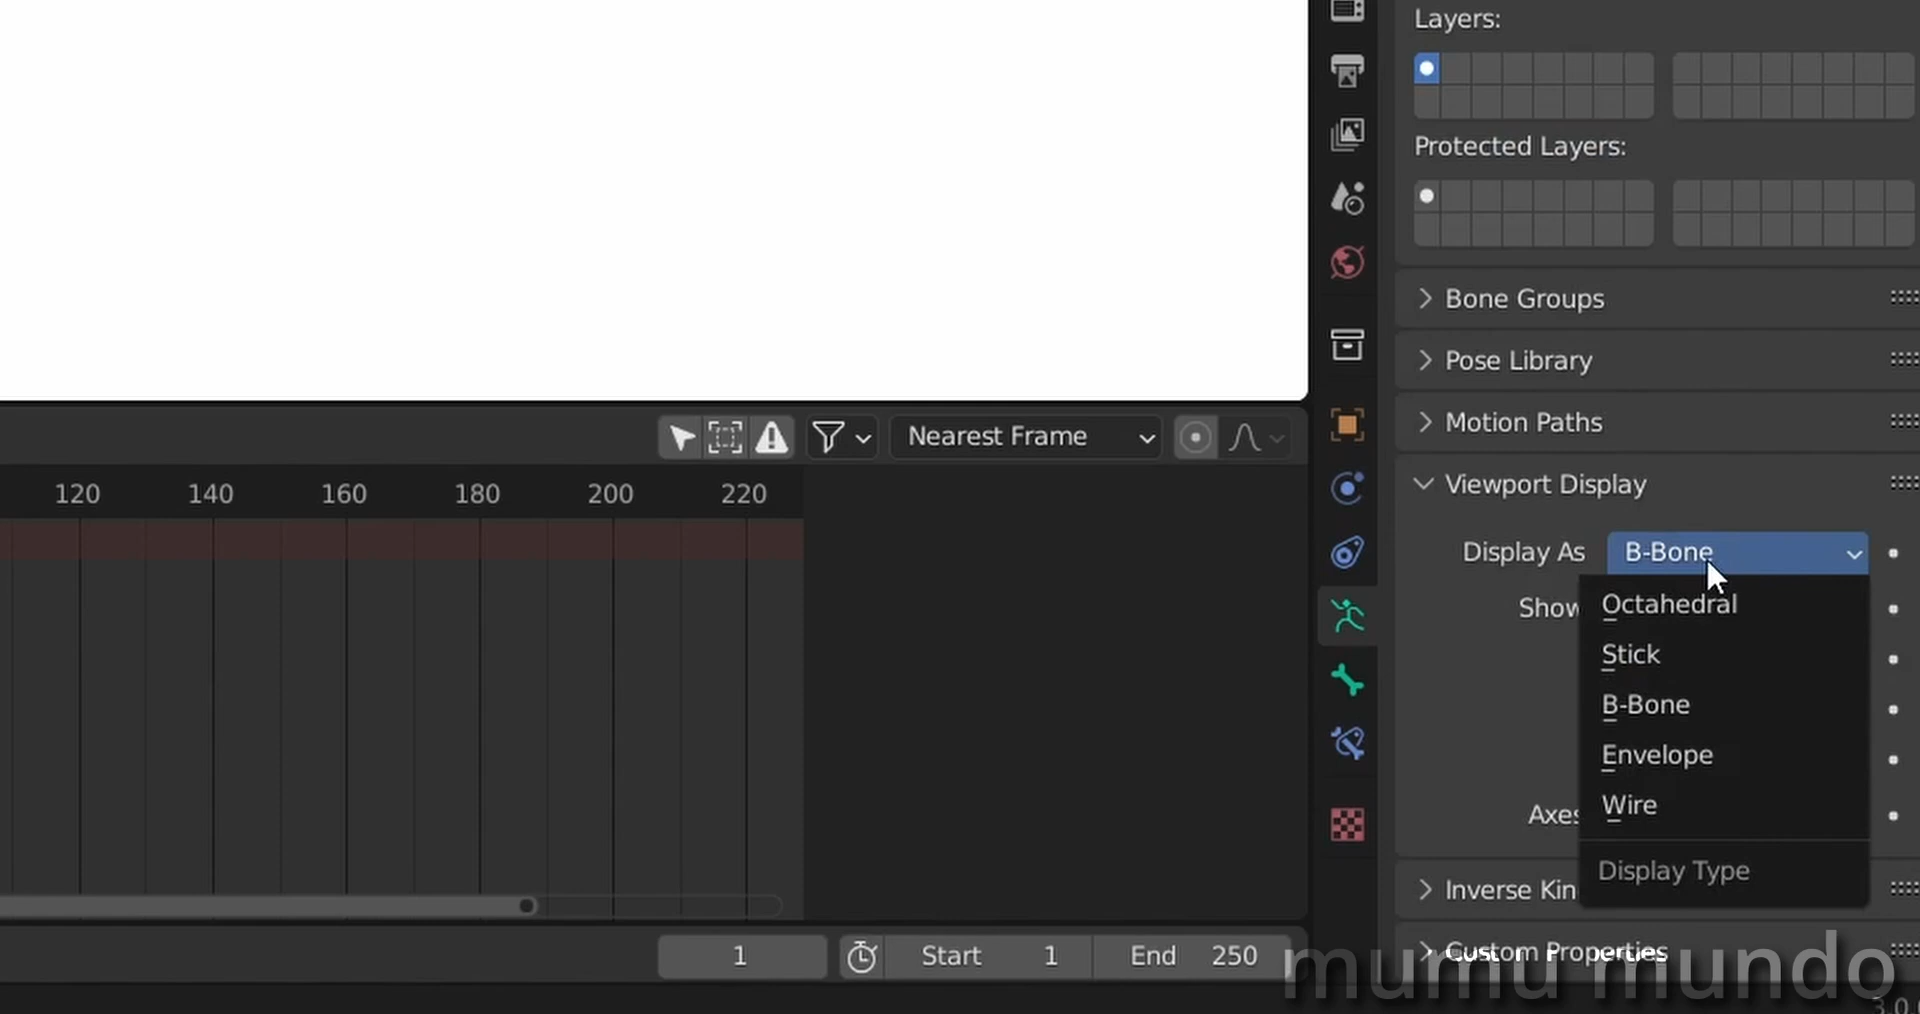 Layers:
Protected Layers:
Bone Groups
Pose Library
Motion Paths
Nearest Frame
120 140 160 180 200 220
Viewport Display
Display As B-Bone
Show
Octahedral
Stick
B-Bone
Envelope
Wire
Axes
Display Type
Inverse Kin
1 Start 1 End 250
Custom Properties
mumu mundo